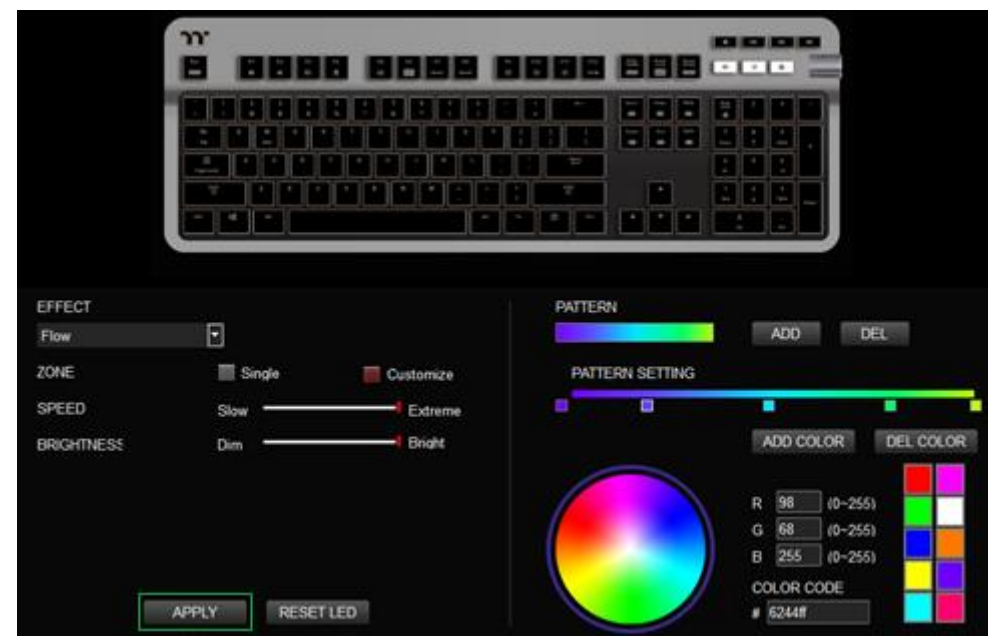 EFFECT
Flow
ZONE
Single
Customize
SPEED
Slow
Extreme
BRIGHTNESS
Dim
Bright
APPLY
RESET LED
PATTERN
ADD
DEL
PATTERN SETTING
ADD COLOR
DEL COLOR
R 98 (0~255)
G 68 (0~255)
B 255 (0~255)
COLOR CODE
# 6244ff